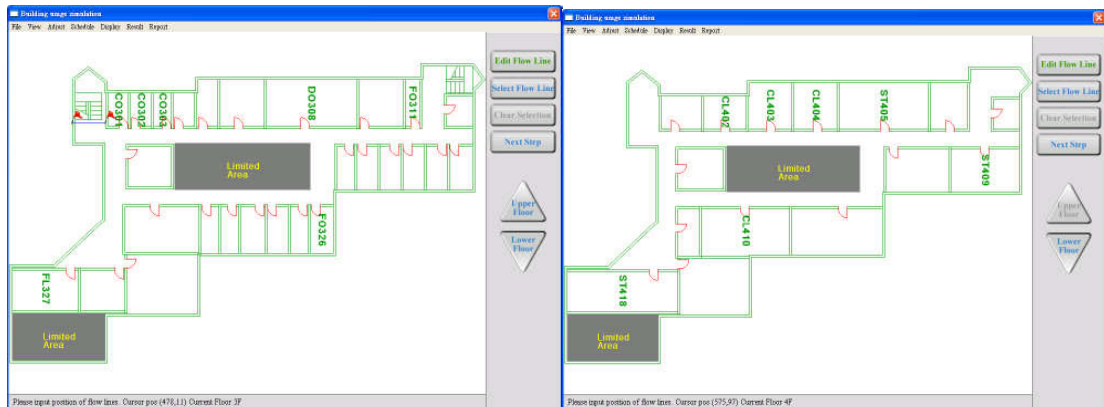 Building usage simulation
File View Adjust Schedule Display Result Report
Edit Flow Line
Select Flow Line
Clear Selection
Next Step
Upper
Floor
Lower
Floor
CO301
CO302
CO303
DO308
FO311
Limited
Area
FO326
FL327
Limited
Area
Please input position of flow lines. Cursor pos (478,11) Current Floor 3F
Building usage simulation
File View Adjust Schedule Display Result Report
Edit Flow Line
Select Flow Line
Clear Selection
Next Step
Upper
Floor
Lower
Floor
CL402
CL403
CL404
ST405
ST409
Limited
Area
CL410
ST418
Limited
Area
Please input position of flow lines. Cursor pos (575,97) Current Floor 4F